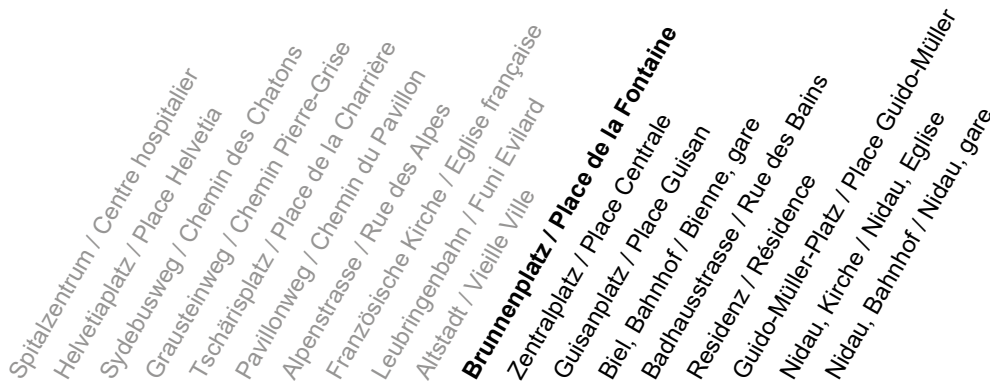 Spitalzentrum / Centre hospitalier
Helvetiaplatz / Place Helvetia
Sydebusweg / Chemin des Chatons
Grausteinweg / Chemin Pierre-Grise
Tschärisplatz / Place de la Charrière
Pavillonweg / Chemin du Pavillon
Alpenstrasse / Rue des Alpes
Französische Kirche / Eglise française
Leubringenbahn / Funi Evilard
Altstadt / Vieille Ville
Brunnenplatz / Place de la Fontaine
Zentralplatz / Place Centrale
Guisanplatz / Place Guisan
Biel, Bahnhof / Bienne, gare
Badhausstrasse / Rue des Bains
Residenz / Résidence
Guido-Müller-Platz / Place Guido-Müller
Nidau, Kirche / Nidau, Eglise
Nidau, Bahnhof / Nidau, gare